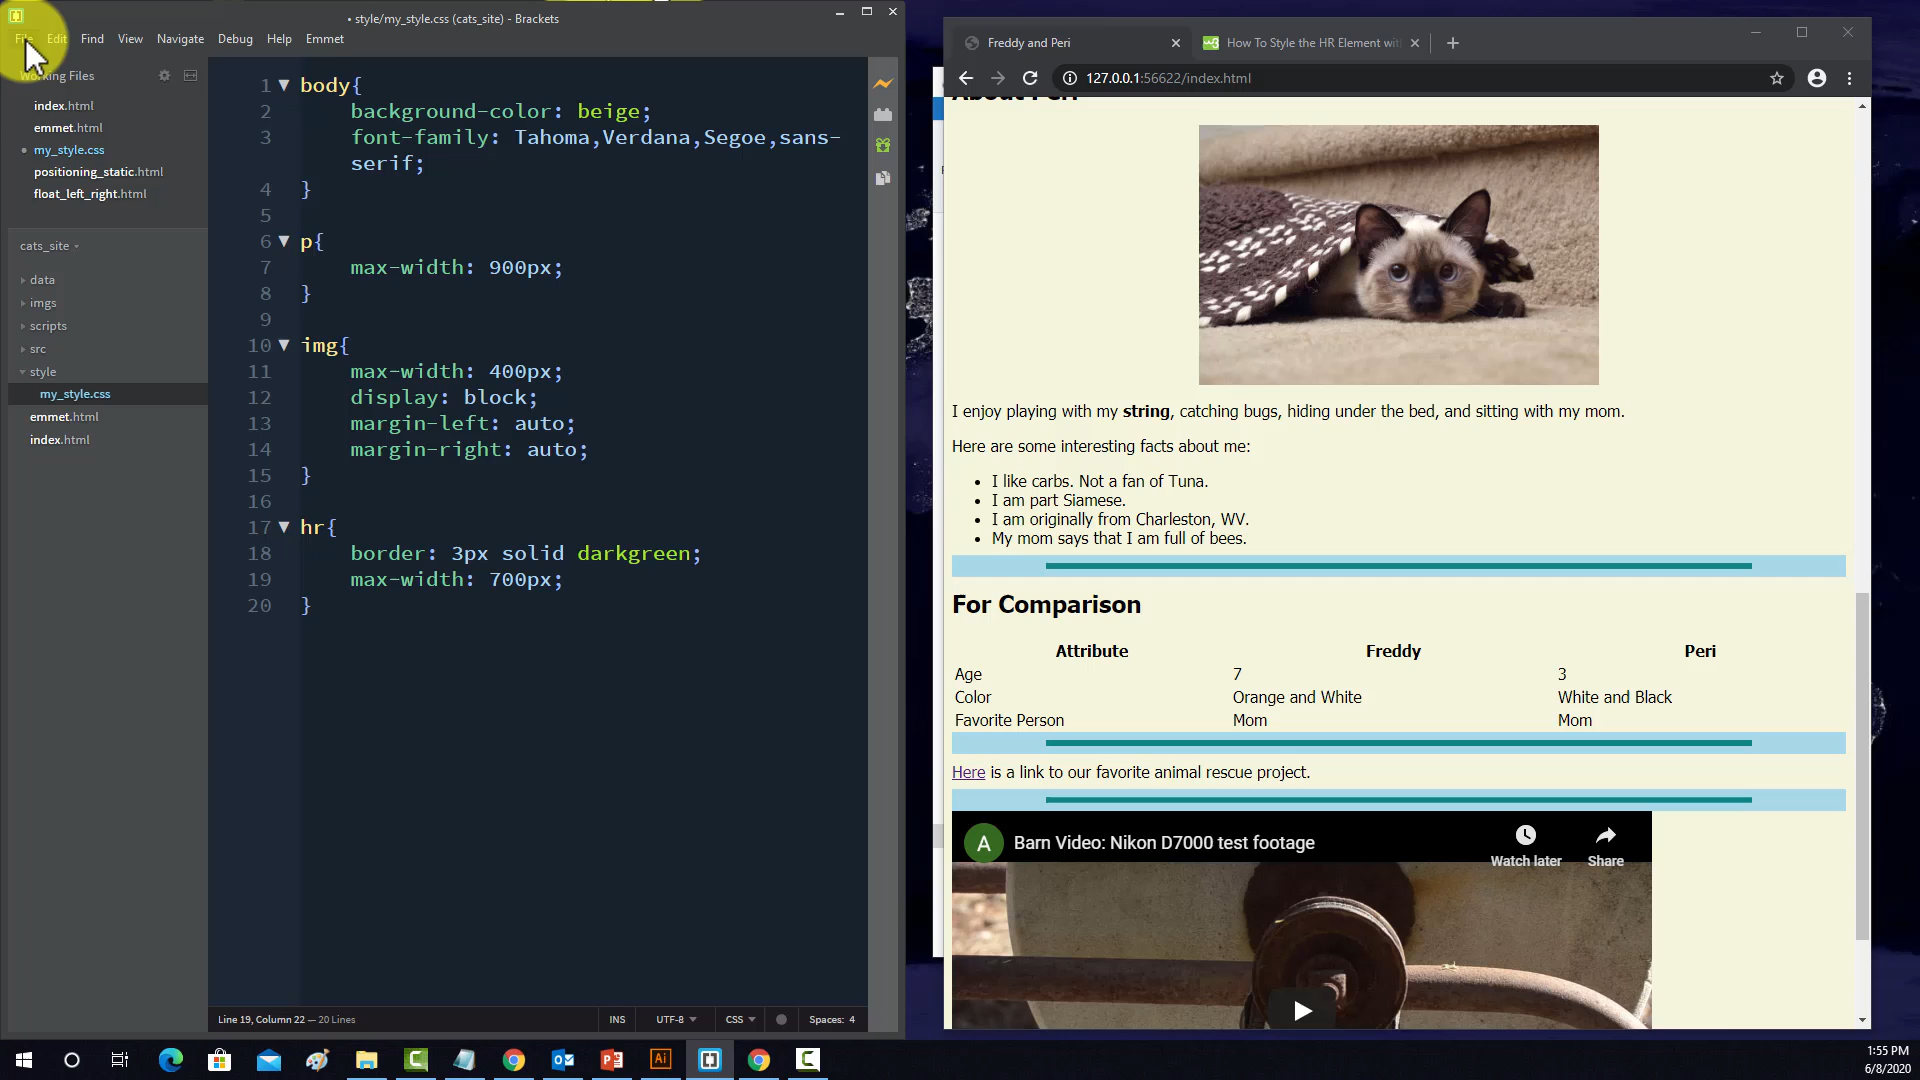 • style/my_style.css (cats_site) - Brackets
File Edit Find View Navigate Debug Help Emmet
Working Files
index.html
emmet.html
my_style.css
positioning_static.html
float_left_right.html
cats_site
data
imgs
scripts
src
style
my_style.css
emmet.html
index.html
1 body{
2 background-color: beige;
3 font-family: Tahoma,Verdana,Segoe,sans-
serif;
4 }
5
6 p{
7 max-width: 900px;
8 }
9
10 img{
11 max-width: 400px;
12 display: block;
13 margin-left: auto;
14 margin-right: auto;
15 }
16
17 hr{
18 border: 3px solid darkgreen;
19 max-width: 700px;
20 }
Line 19, Column 22 — 20 Lines
INS UTF-8 CSS Spaces: 4
Freddy and Peri
How To Style the HR Element wit
127.0.0.1:56622/index.html
About Peri
I enjoy playing with my string, catching bugs, hiding under the bed, and sitting with my mom.
Here are some interesting facts about me:
• I like carbs. Not a fan of Tuna.
• I am part Siamese.
• I am originally from Charleston, WV.
• My mom says that I am full of bees.
For Comparison
Attribute Freddy Peri
Age 7 3
Color Orange and White White and Black
Favorite Person Mom Mom
Here is a link to our favorite animal rescue project.
A Barn Video: Nikon D7000 test footage
Watch later Share
1:55 PM
6/8/2020